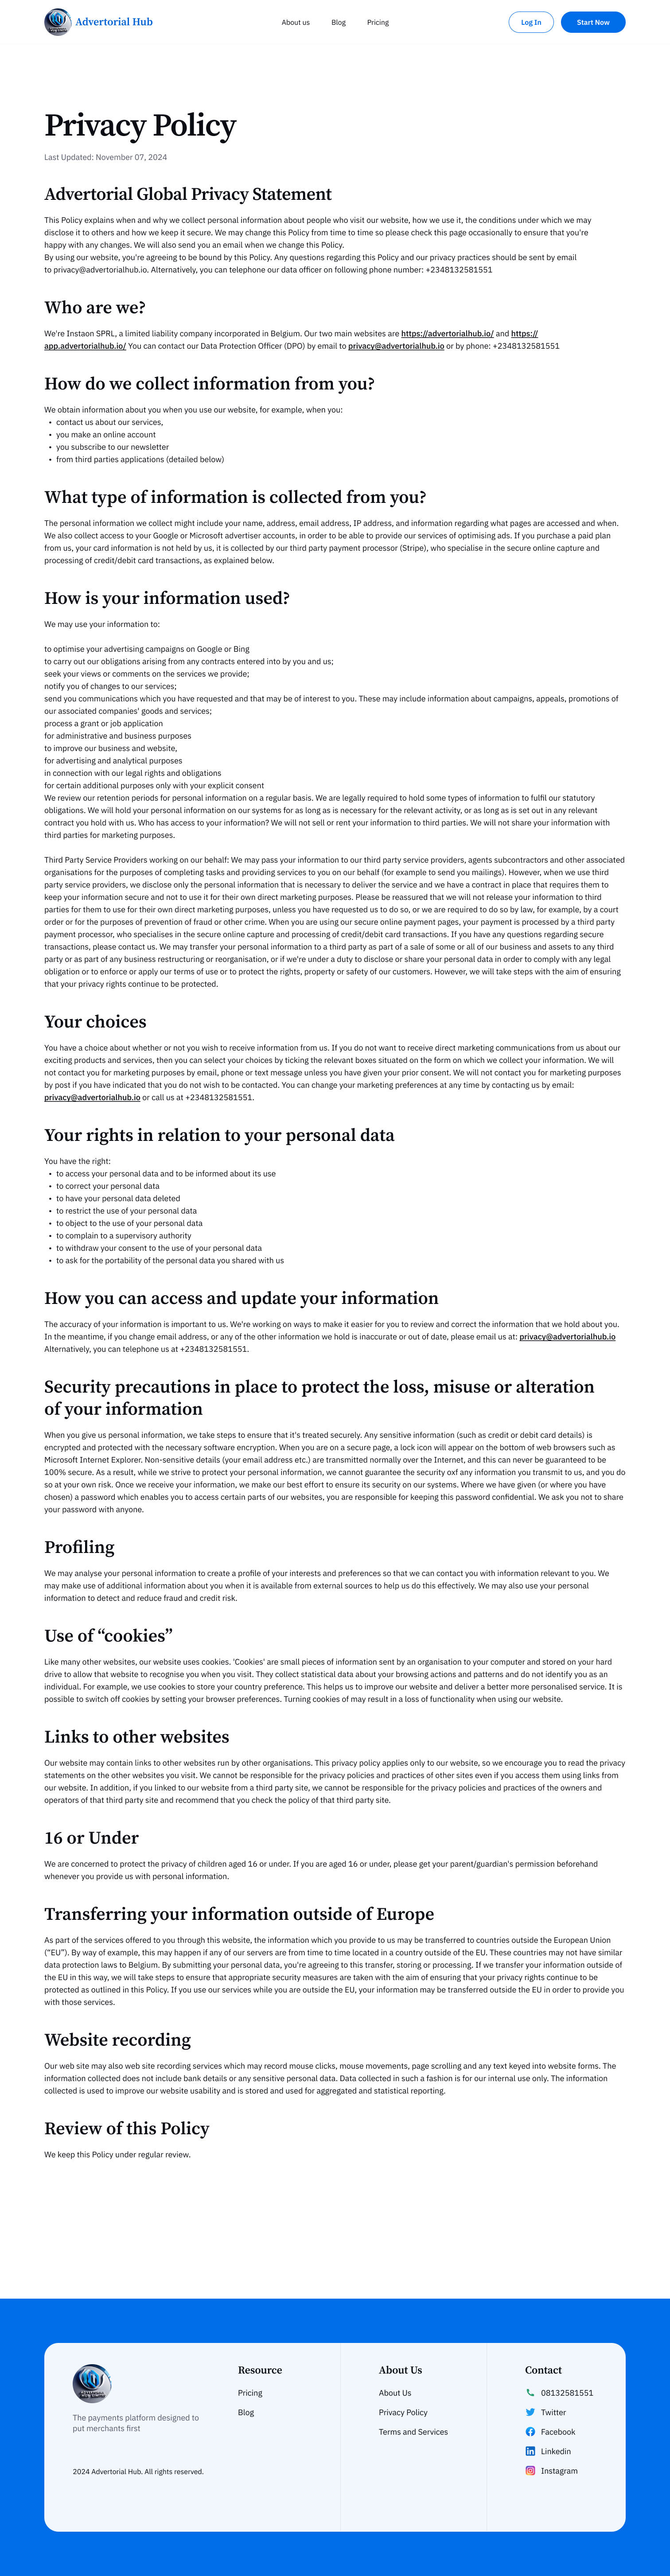 Advertorial Hub
About us
Blog
Pricing
Log In
Start Now
Privacy Policy
Last Updated: November 07, 2024
Advertorial Global Privacy Statement
This Policy explains when and why we collect personal information about people who visit our website, how we use it, the conditions under which we may
disclose it to others and how we keep it secure. We may change this Policy from time to time so please check this page occasionally to ensure that you're
happy with any changes. We will also send you an email when we change this Policy.
By using our website, you're agreeing to be bound by this Policy. Any questions regarding this Policy and our privacy practices should be sent by email
to privacy@advertorialhub.io. Alternatively, you can telephone our data officer on following phone number: +2348132581551
Who are we?
We're Instaon SPRL, a limited liability company incorporated in Belgium. Our two main websites are https://advertorialhub.io/ and https://
app.advertorialhub.io/ You can contact our Data Protection Officer (DPO) by email to privacy@advertorialhub.io or by phone: +2348132581551
How do we collect information from you?
We obtain information about you when you use our website, for example, when you:
• contact us about our services,
• you make an online account
• you subscribe to our newsletter
• from third parties applications (detailed below)
What type of information is collected from you?
The personal information we collect might include your name, address, email address, IP address, and information regarding what pages are accessed and when.
We also collect access to your Google or Microsoft advertiser accounts, in order to be able to provide our services of optimising ads. If you purchase a paid plan
from us, your card information is not held by us, it is collected by our third party payment processor (Stripe), who specialise in the secure online capture and
processing of credit/debit card transactions, as explained below.
How is your information used?
We may use your information to:
to optimise your advertising campaigns on Google or Bing
to carry out our obligations arising from any contracts entered into by you and us;
seek your views or comments on the services we provide;
notify you of changes to our services;
send you communications which you have requested and that may be of interest to you. These may include information about campaigns, appeals, promotions of
our associated companies' goods and services;
process a grant or job application
for administrative and business purposes
to improve our business and website,
for advertising and analytical purposes
in connection with our legal rights and obligations
for certain additional purposes only with your explicit consent
We review our retention periods for personal information on a regular basis. We are legally required to hold some types of information to fulfil our statutory
obligations. We will hold your personal information on our systems for as long as is necessary for the relevant activity, or as long as is set out in any relevant
contract you hold with us. Who has access to your information? We will not sell or rent your information to third parties. We will not share your information with
third parties for marketing purposes.
Third Party Service Providers working on our behalf: We may pass your information to our third party service providers, agents subcontractors and other associated
organisations for the purposes of completing tasks and providing services to you on our behalf (for example to send you mailings). However, when we use third
party service providers, we disclose only the personal information that is necessary to deliver the service and we have a contract in place that requires them to
keep your information secure and not to use it for their own direct marketing purposes. Please be reassured that we will not release your information to third
parties for them to use for their own direct marketing purposes, unless you have requested us to do so, or we are required to do so by law, for example, by a court
order or for the purposes of prevention of fraud or other crime. When you are using our secure online payment pages, your payment is processed by a third party
payment processor, who specialises in the secure online capture and processing of credit/debit card transactions. If you have any questions regarding secure
transactions, please contact us. We may transfer your personal information to a third party as part of a sale of some or all of our business and assets to any third
party or as part of any business restructuring or reorganisation, or if we're under a duty to disclose or share your personal data in order to comply with any legal
obligation or to enforce or apply our terms of use or to protect the rights, property or safety of our customers. However, we will take steps with the aim of ensuring
that your privacy rights continue to be protected.
Your choices
You have a choice about whether or not you wish to receive information from us. If you do not want to receive direct marketing communications from us about our
exciting products and services, then you can select your choices by ticking the relevant boxes situated on the form on which we collect your information. We will
not contact you for marketing purposes by email, phone or text message unless you have given your prior consent. We will not contact you for marketing purposes
by post if you have indicated that you do not wish to be contacted. You can change your marketing preferences at any time by contacting us by email:
privacy@advertorialhub.io or call us at +2348132581551.
Your rights in relation to your personal data
You have the right:
• to access your personal data and to be informed about its use
• to correct your personal data
• to have your personal data deleted
• to restrict the use of your personal data
• to object to the use of your personal data
• to complain to a supervisory authority
• to withdraw your consent to the use of your personal data
• to ask for the portability of the personal data you shared with us
How you can access and update your information
The accuracy of your information is important to us. We're working on ways to make it easier for you to review and correct the information that we hold about you.
In the meantime, if you change email address, or any of the other information we hold is inaccurate or out of date, please email us at: privacy@advertorialhub.io
Alternatively, you can telephone us at +2348132581551.
Security precautions in place to protect the loss, misuse or alteration
of your information
When you give us personal information, we take steps to ensure that it's treated securely. Any sensitive information (such as credit or debit card details) is
encrypted and protected with the necessary software encryption. When you are on a secure page, a lock icon will appear on the bottom of web browsers such as
Microsoft Internet Explorer. Non-sensitive details (your email address etc.) are transmitted normally over the Internet, and this can never be guaranteed to be
100% secure. As a result, while we strive to protect your personal information, we cannot guarantee the security oxf any information you transmit to us, and you do
so at your own risk. Once we receive your information, we make our best effort to ensure its security on our systems. Where we have given (or where you have
chosen) a password which enables you to access certain parts of our websites, you are responsible for keeping this password confidential. We ask you not to share
your password with anyone.
Profiling
We may analyse your personal information to create a profile of your interests and preferences so that we can contact you with information relevant to you. We
may make use of additional information about you when it is available from external sources to help us do this effectively. We may also use your personal
information to detect and reduce fraud and credit risk.
Use of “cookies”
Like many other websites, our website uses cookies. 'Cookies' are small pieces of information sent by an organisation to your computer and stored on your hard
drive to allow that website to recognise you when you visit. They collect statistical data about your browsing actions and patterns and do not identify you as an
individual. For example, we use cookies to store your country preference. This helps us to improve our website and deliver a better more personalised service. It is
possible to switch off cookies by setting your browser preferences. Turning cookies of may result in a loss of functionality when using our website.
Links to other websites
Our website may contain links to other websites run by other organisations. This privacy policy applies only to our website, so we encourage you to read the privacy
statements on the other websites you visit. We cannot be responsible for the privacy policies and practices of other sites even if you access them using links from
our website. In addition, if you linked to our website from a third party site, we cannot be responsible for the privacy policies and practices of the owners and
operators of that third party site and recommend that you check the policy of that third party site.
16 or Under
We are concerned to protect the privacy of children aged 16 or under. If you are aged 16 or under, please get your parent/guardian's permission beforehand
whenever you provide us with personal information.
Transferring your information outside of Europe
As part of the services offered to you through this website, the information which you provide to us may be transferred to countries outside the European Union
(“EU”). By way of example, this may happen if any of our servers are from time to time located in a country outside of the EU. These countries may not have similar
data protection laws to Belgium. By submitting your personal data, you're agreeing to this transfer, storing or processing. If we transfer your information outside of
the EU in this way, we will take steps to ensure that appropriate security measures are taken with the aim of ensuring that your privacy rights continue to be
protected as outlined in this Policy. If you use our services while you are outside the EU, your information may be transferred outside the EU in order to provide you
with those services.
Website recording
Our web site may also web site recording services which may record mouse clicks, mouse movements, page scrolling and any text keyed into website forms. The
information collected does not include bank details or any sensitive personal data. Data collected in such a fashion is for our internal use only. The information
collected is used to improve our website usability and is stored and used for aggregated and statistical reporting.
Review of this Policy
We keep this Policy under regular review.
The payments platform designed to
put merchants first
2024 Advertorial Hub. All rights reserved.
Resource
Pricing
Blog
About Us
About Us
Privacy Policy
Terms and Services
Contact
08132581551
Twitter
Facebook
Linkedin
Instagram